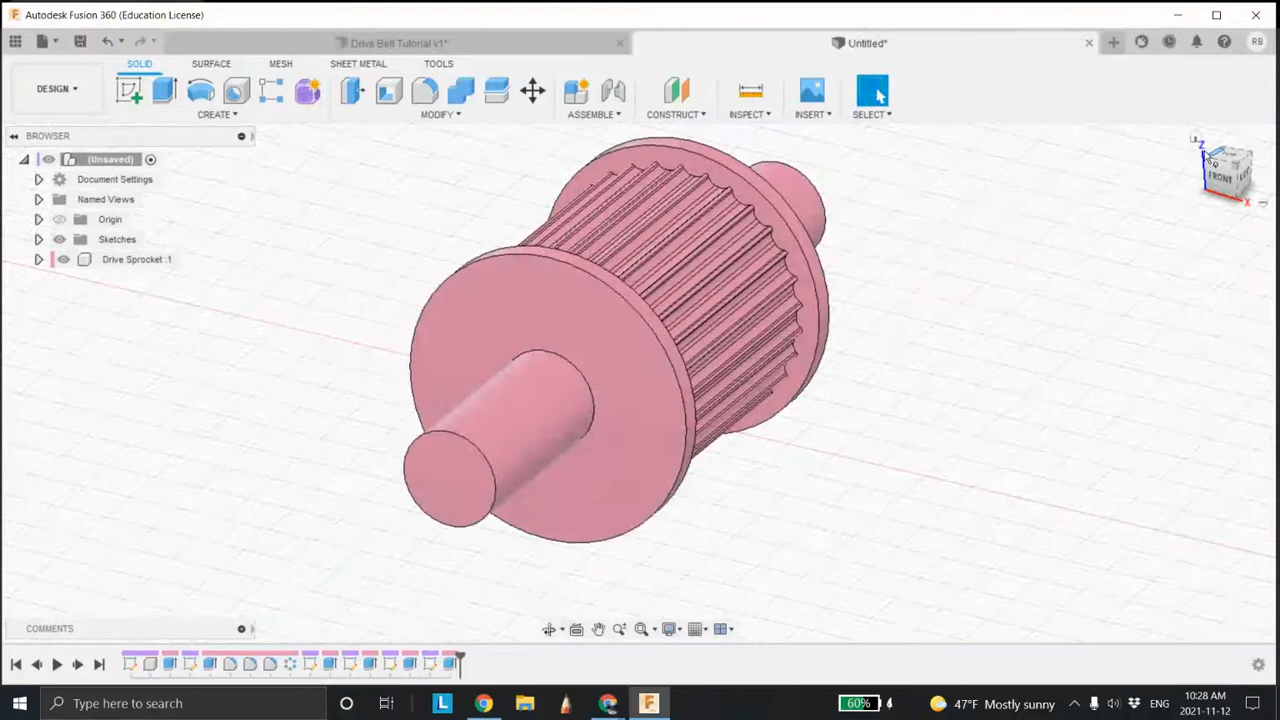 Autodesk Fusion 360 (Education License)
Drive Belt Tutorial v1*
Untitled*
RB
DESIGN
SOLID SURFACE MESH SHEET METAL TOOLS
CREATE MODIFY ASSEMBLE CONSTRUCT INSPECT INSERT SELECT
BROWSER
(Unsaved)
Document Settings
Named Views
Origin
Sketches
Drive Sprocket :1
Z
FRONT
X
COMMENTS
Type here to search
L
60%
47°F Mostly sunny
ENG
10:28 AM
2021-11-12